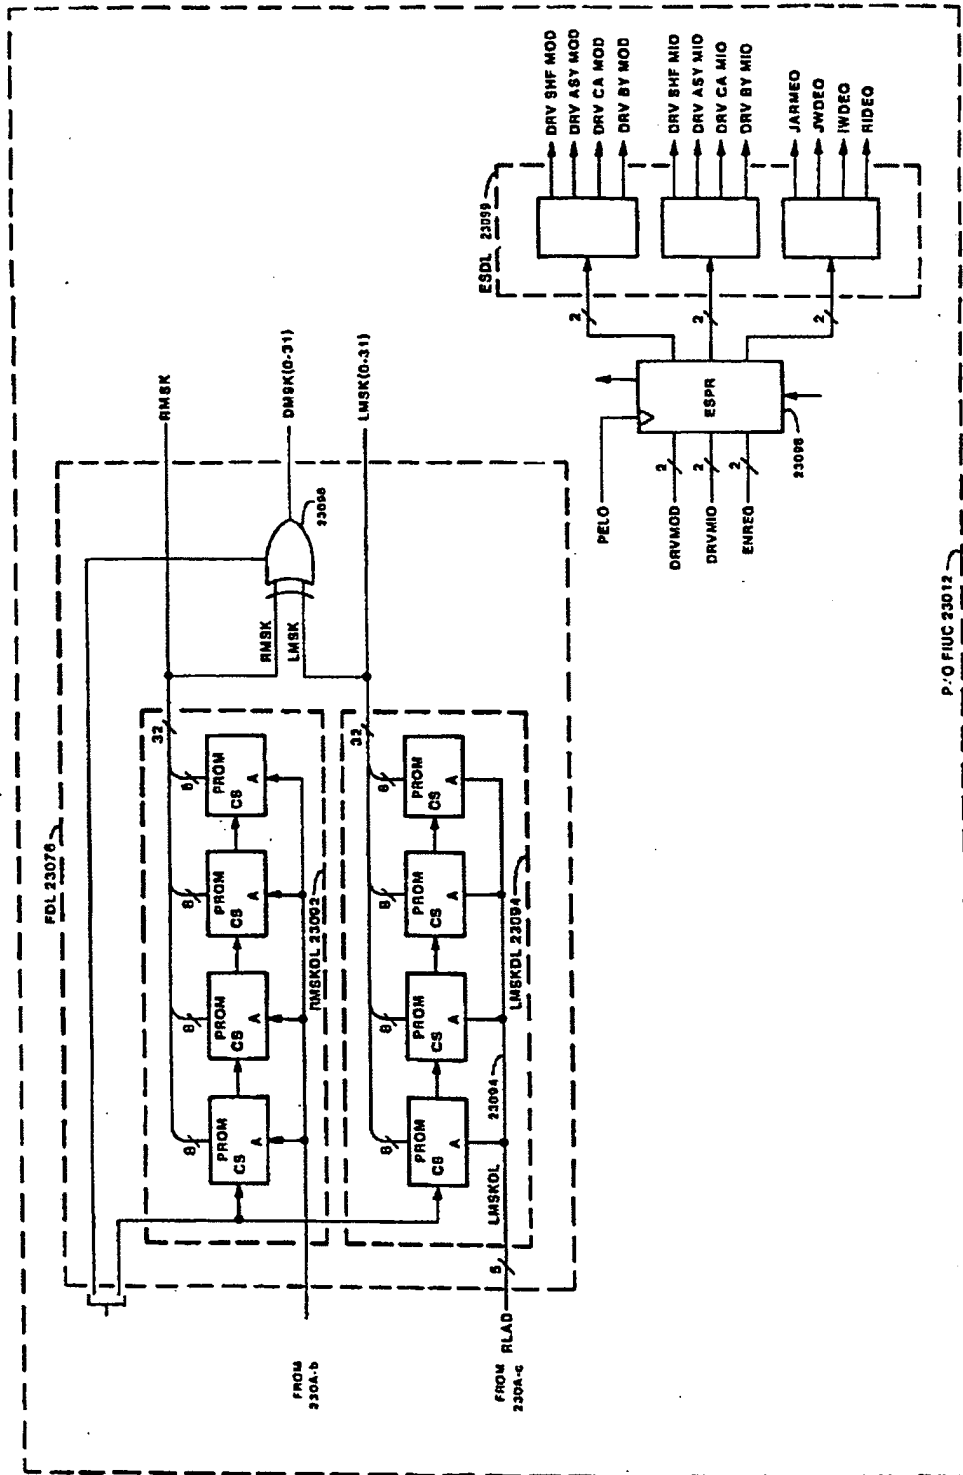 FDL 23076
RMSK
DMSK(0-31)
LMSK(0-31)
23096
RMSK
LMSK
32
8
8
8
6
PROM
CS
A
PROM
CS
A
PROM
CS
A
PROM
CS
A
RMSKDL 23092
32
8
8
8
6
PROM
CS
A
PROM
CS
A
PROM
CS
A
PROM
CS
A
LMSKDL 23094
LMSKDL
23094
5
FROM
230A-b
RLAD
FROM
230A-c
ESDL 23099
DRV SHF MOD
DRV ASY MOD
DRV CA MOD
DRV BY MOD
DRV SHF MIO
DRV ASY MIO
DRV CA MIO
DRV BY MIO
JARMEO
JWDEO
IWDEO
RIDEO
2
2
2
ESPR
23098
PELO
DRVMOD
2
DRVMIO
2
ENREG
2
P/O FIUC 23012